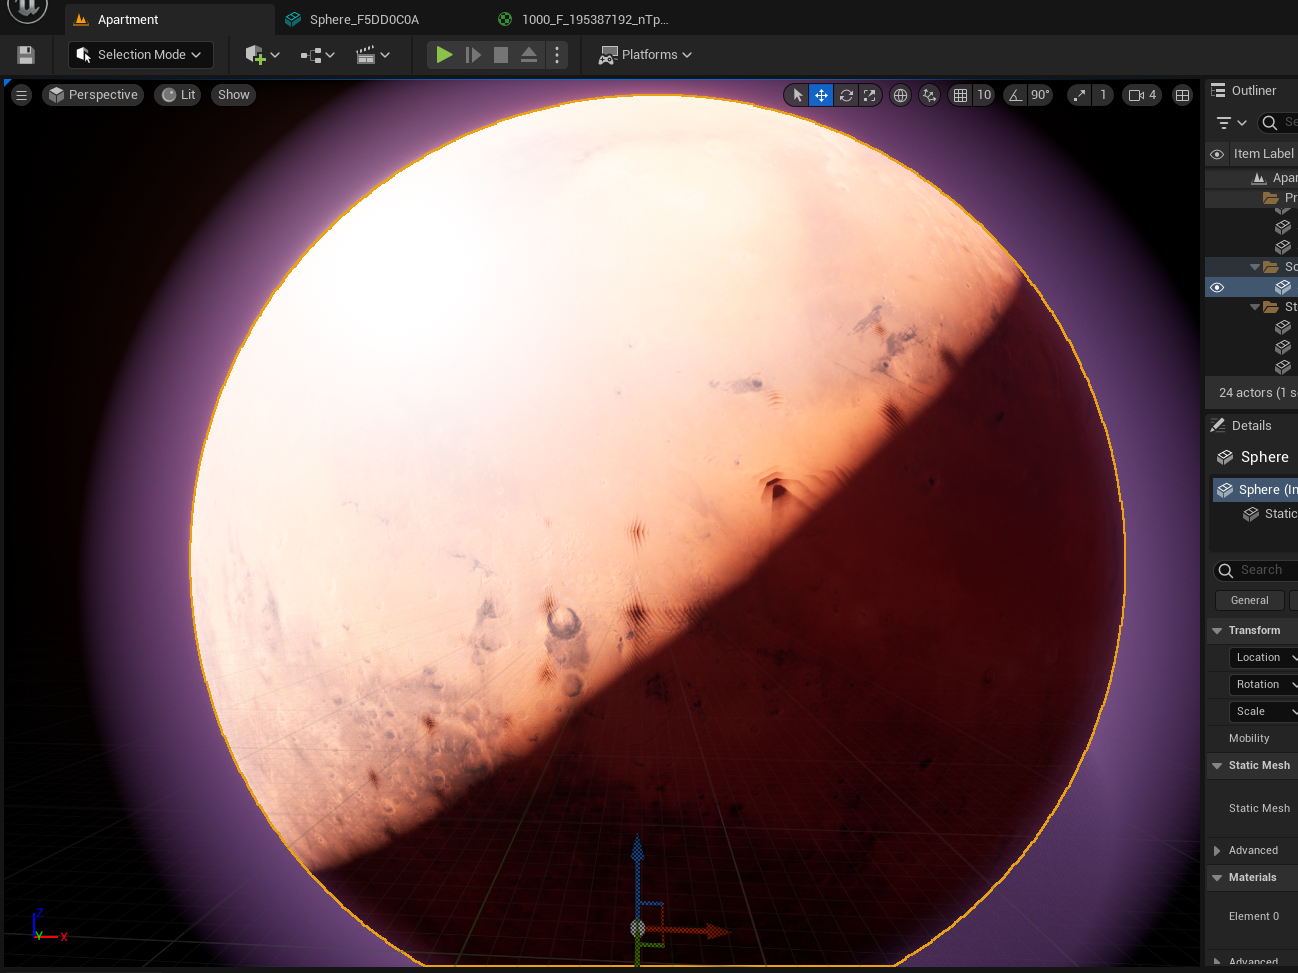 Apartment
Sphere_F5DD0C0A
1000_F_195387192_nTp...
Selection Mode
Platforms
Perspective
Lit
Show
10
90°
1
4
Outliner
Se
Item Label
Apar
Pr
Sc
St
24 actors (1 s
Details
Sphere
Sphere (In
Static
Search
General
Transform
Location
Rotation
Scale
Mobility
Static Mesh
Static Mesh
Advanced
Materials
Element 0
Advanced
Z
Y
X